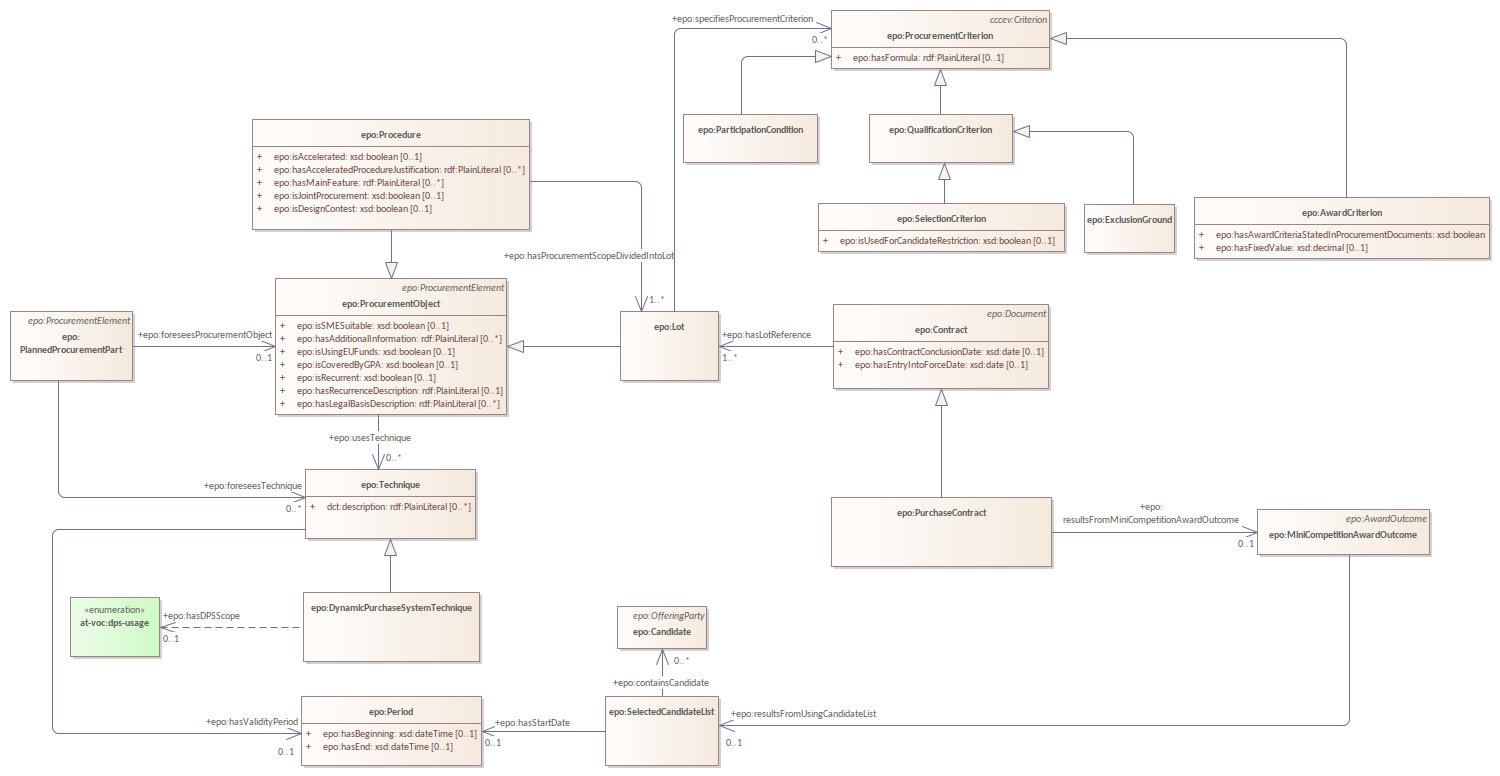 +epo:specifiesProcurementCriterion
0..*
cccev:Criterion
epo:ProcurementCriterion
+ epo:hasFormula: rdf:PlainLiteral [0..1]
epo:ParticipationCondition
epo:QualificationCriterion
epo:SelectionCriterion
+ epo:isUsedForCandidateRestriction: xsd:boolean [0..1]
epo:ExclusionGround
epo:AwardCriterion
+ epo:hasAwardCriteriaStatedInProcurementDocuments: xsd:boolean
+ epo:hasFixedValue: xsd:decimal [0..1]
epo:Procedure
+ epo:isAccelerated: xsd:boolean [0..1]
+ epo:hasAcceleratedProcedureJustification: rdf:PlainLiteral [0..*]
+ epo:hasMainFeature: rdf:PlainLiteral [0..*]
+ epo:isJointProcurement: xsd:boolean [0..1]
+ epo:isDesignContest: xsd:boolean [0..1]
+epo:hasProcurementScopeDividedIntoLot
1..*
epo:ProcurementElement
epo:ProcurementObject
+ epo:isSMESuitable: xsd:boolean [0..1]
+ epo:hasAdditionalInformation: rdf:PlainLiteral [0..*]
+ epo:isUsingEUFunds: xsd:boolean [0..1]
+ epo:isCoveredByGPA: xsd:boolean [0..1]
+ epo:isRecurrent: xsd:boolean [0..1]
+ epo:hasRecurrenceDescription: rdf:PlainLiteral [0..1]
+ epo:hasLegalBasisDescription: rdf:PlainLiteral [0..*]
epo:ProcurementElement
epo:
PlannedProcurementPart
+epo:foreseesProcurementObject
0..1
epo:Lot
+epo:hasLotReference
1..*
epo:Document
epo:Contract
+ epo:hasContractConclusionDate: xsd:date [0..1]
+ epo:hasEntryIntoForceDate: xsd:date [0..1]
+epo:usesTechnique
0..*
+epo:foreseesTechnique
0..*
epo:Technique
+ dct:description: rdf:PlainLiteral [0..*]
epo:PurchaseContract
+epo:
resultsFromMiniCompetitionAwardOutcome
0..1
epo:AwardOutcome
epo:MiniCompetitionAwardOutcome
«enumeration»
at-voc:dps-usage
+epo:hasDPSScope
0..1
epo:DynamicPurchaseSystemTechnique
epo:OfferingParty
epo:Candidate
0..*
+epo:containsCandidate
+epo:hasValidityPeriod
0..1
epo:Period
+ epo:hasBeginning: xsd:dateTime [0..1]
+ epo:hasEnd: xsd:dateTime [0..1]
+epo:hasStartDate
0..1
epo:SelectedCandidateList
+epo:resultsFromUsingCandidateList
0..1